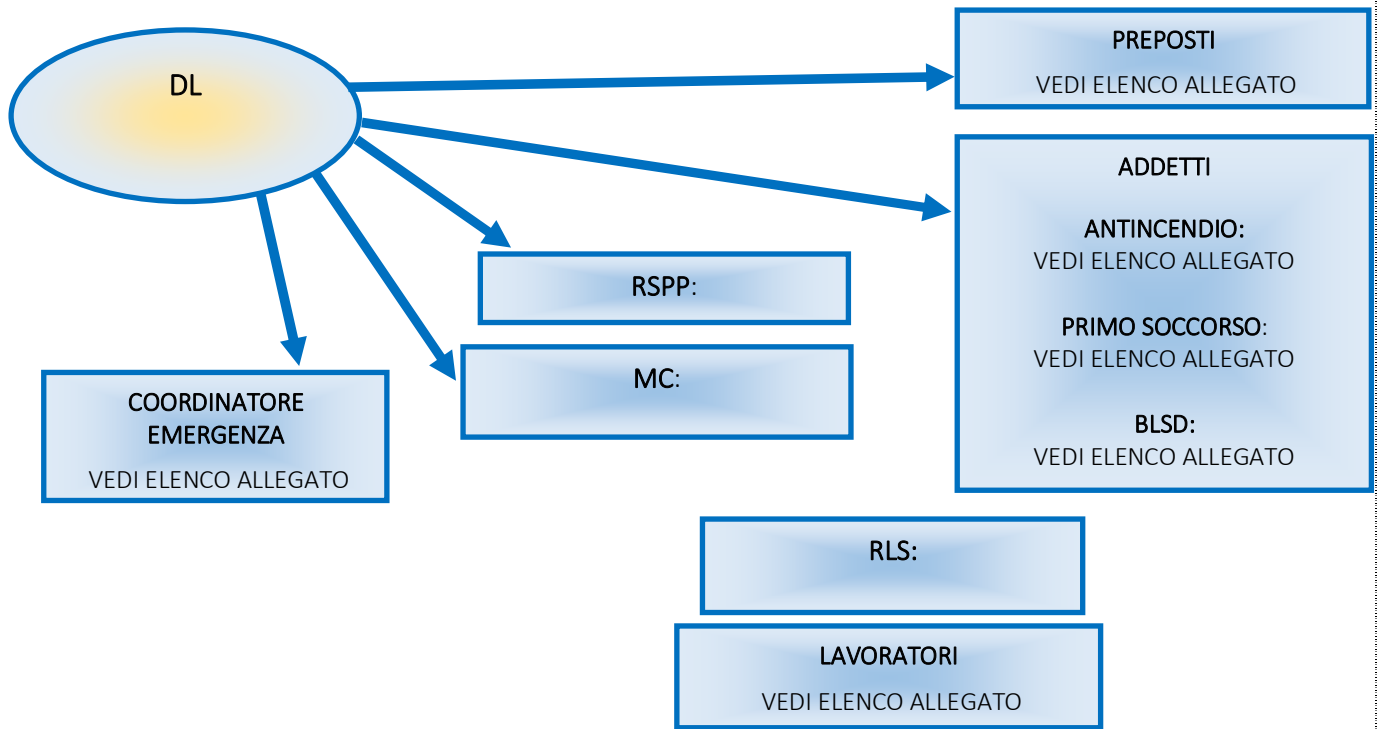 DL
PREPOSTI
VEDI ELENCO ALLEGATO
ADDETTI
ANTINCENDIO:
VEDI ELENCO ALLEGATO
PRIMO SOCCORSO:
VEDI ELENCO ALLEGATO
BLSD:
VEDI ELENCO ALLEGATO
RSPP:
MC:
COORDINATORE
EMERGENZA
VEDI ELENCO ALLEGATO
RLS:
LAVORATORI
VEDI ELENCO ALLEGATO